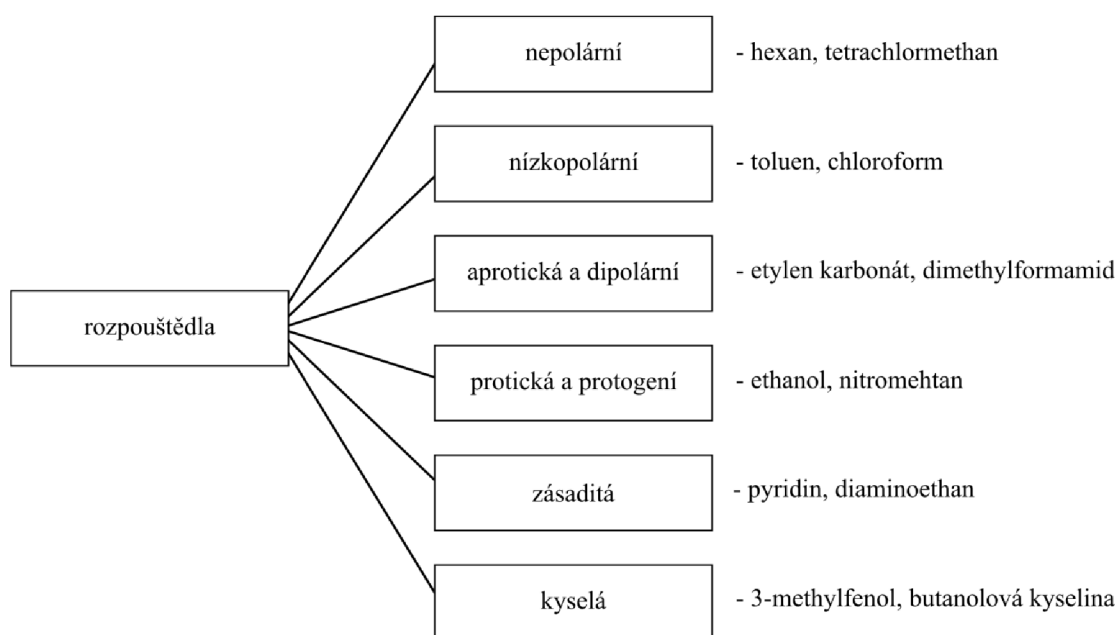 nepolární - hexan, tetrachlormethan
nízkopolární - toluen, chloroform
aprotická a dipolární - etylen karbonát, dimethylformamid
rozpouštědla
protická a protogení - ethanol, nitromehtan
zásaditá - pyridin, diaminoethan
kyselá - 3-methylfenol, butanolová kyselina